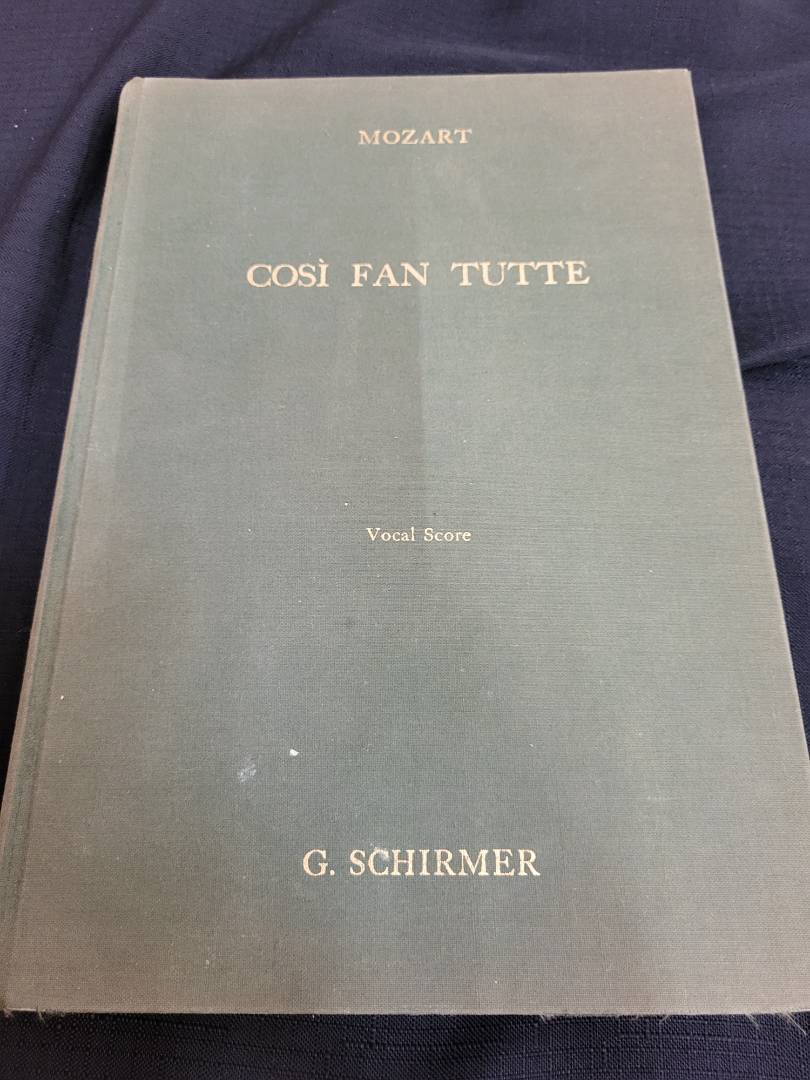 MOZART
COSÌ FAN TUTTE
Vocal Score
G. SCHIRMER